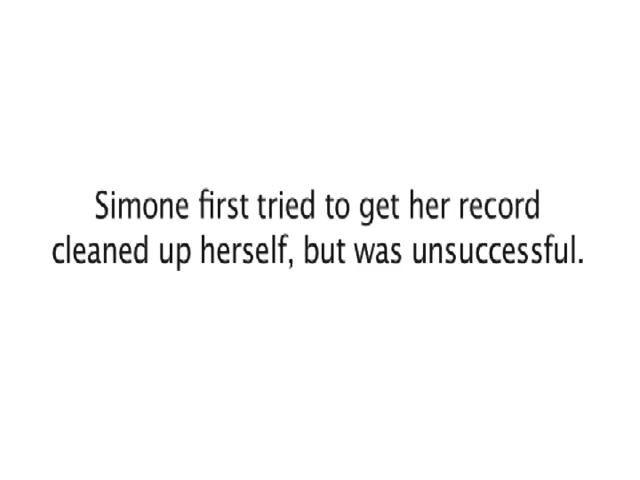 Simone first tried to get her record
cleaned up herself, but was unsuccessful.